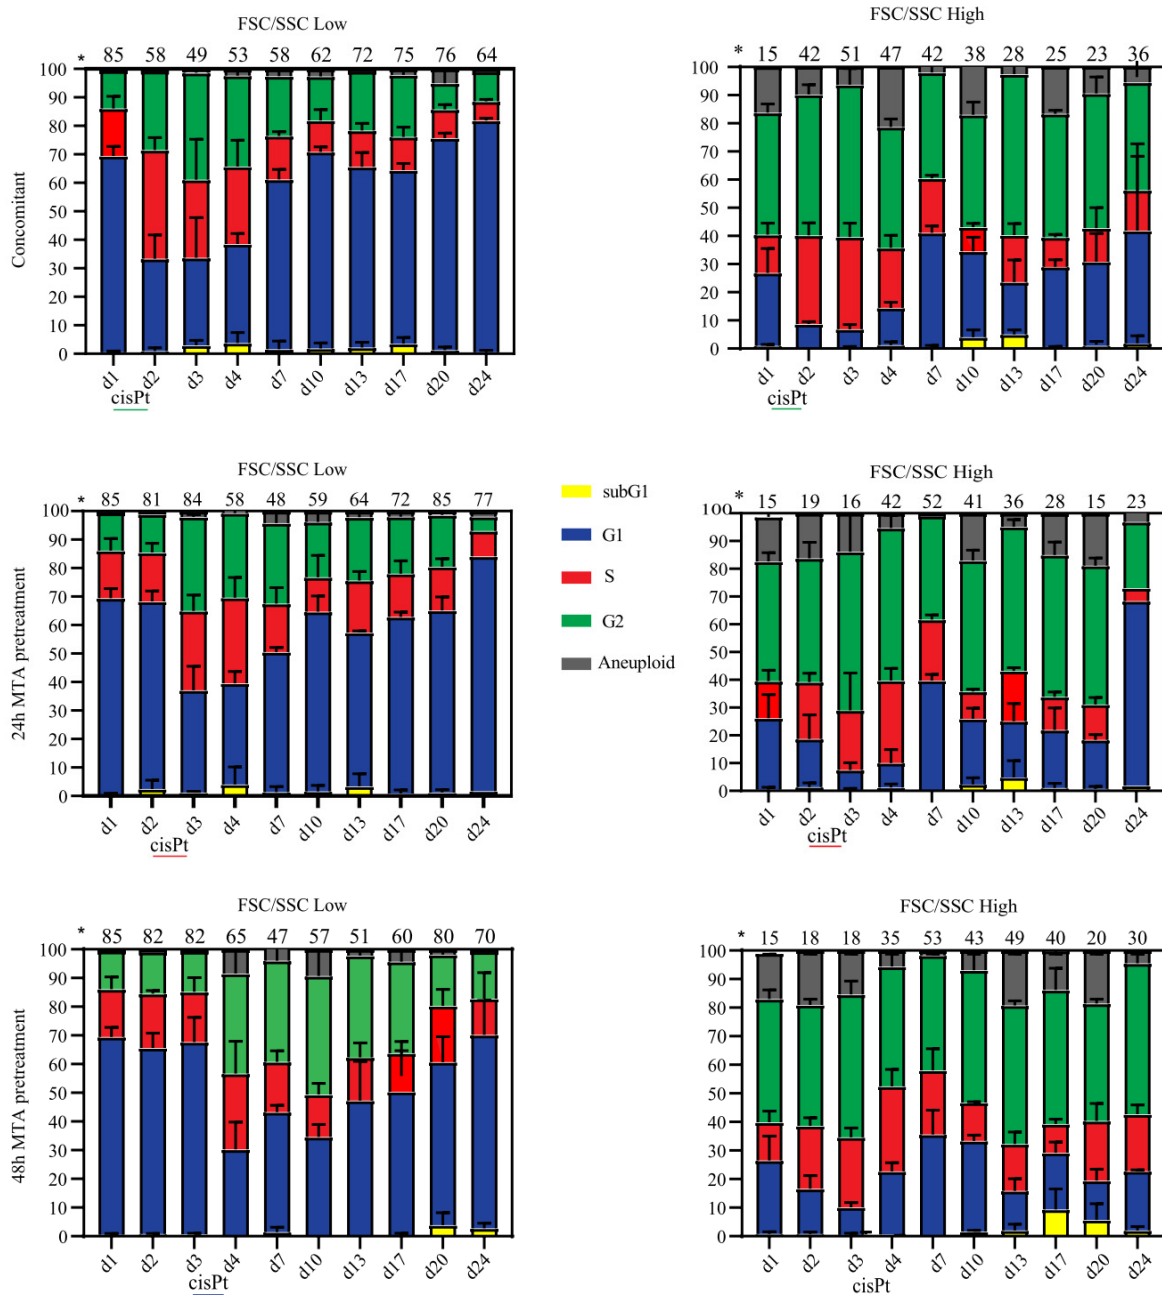 FSC/SSC Low
* 85 58 49 53 58 62 72 75 76 64
100
90
80
70
60
50
40
30
20
10
0
Concomitant
d1 d2 d3 d4 d7 d10 d13 d17 d20 d24
cisPt
FSC/SSC High
* 15 42 51 47 42 38 28 25 23 36
100
90
80
70
60
50
40
30
20
10
0
d1 d2 d3 d4 d7 d10 d13 d17 d20 d24
cisPt
FSC/SSC Low
* 85 81 84 58 48 59 64 72 85 77
100
90
80
70
60
50
40
30
20
10
0
24h MTA pretreatment
d1 d2 d3 d4 d7 d10 d13 d17 d20 d24
cisPt
subG1
G1
S
G2
Aneuploid
FSC/SSC High
* 15 19 16 42 52 41 36 28 15 23
100
90
80
70
60
50
40
30
20
10
0
d1 d2 d3 d4 d7 d10 d13 d17 d20 d24
cisPt
FSC/SSC Low
* 85 82 82 65 47 57 51 60 80 70
100
90
80
70
60
50
40
30
20
10
0
48h MTA pretreatment
d1 d2 d3 d4 d7 d10 d13 d17 d20 d24
cisPt
FSC/SSC High
* 15 18 18 35 53 43 49 40 20 30
100
90
80
70
60
50
40
30
20
10
0
d1 d2 d3 d4 d7 d10 d13 d17 d20 d24
cisPt